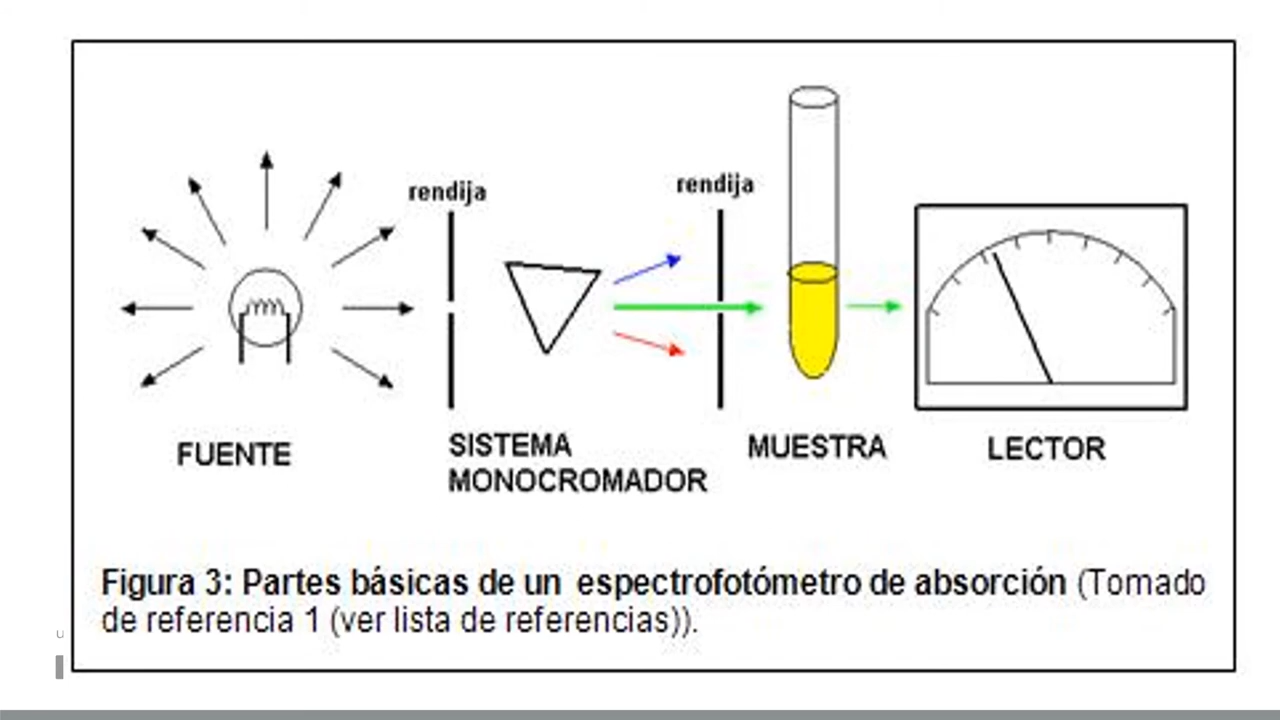 rendija
rendija
FUENTE
SISTEMA
MONOCROMADOR
MUESTRA
LECTOR
Figura 3: Partes básicas de un espectrofotómetro de absorción (Tomado
de referencia 1 (ver lista de referencias)).
u